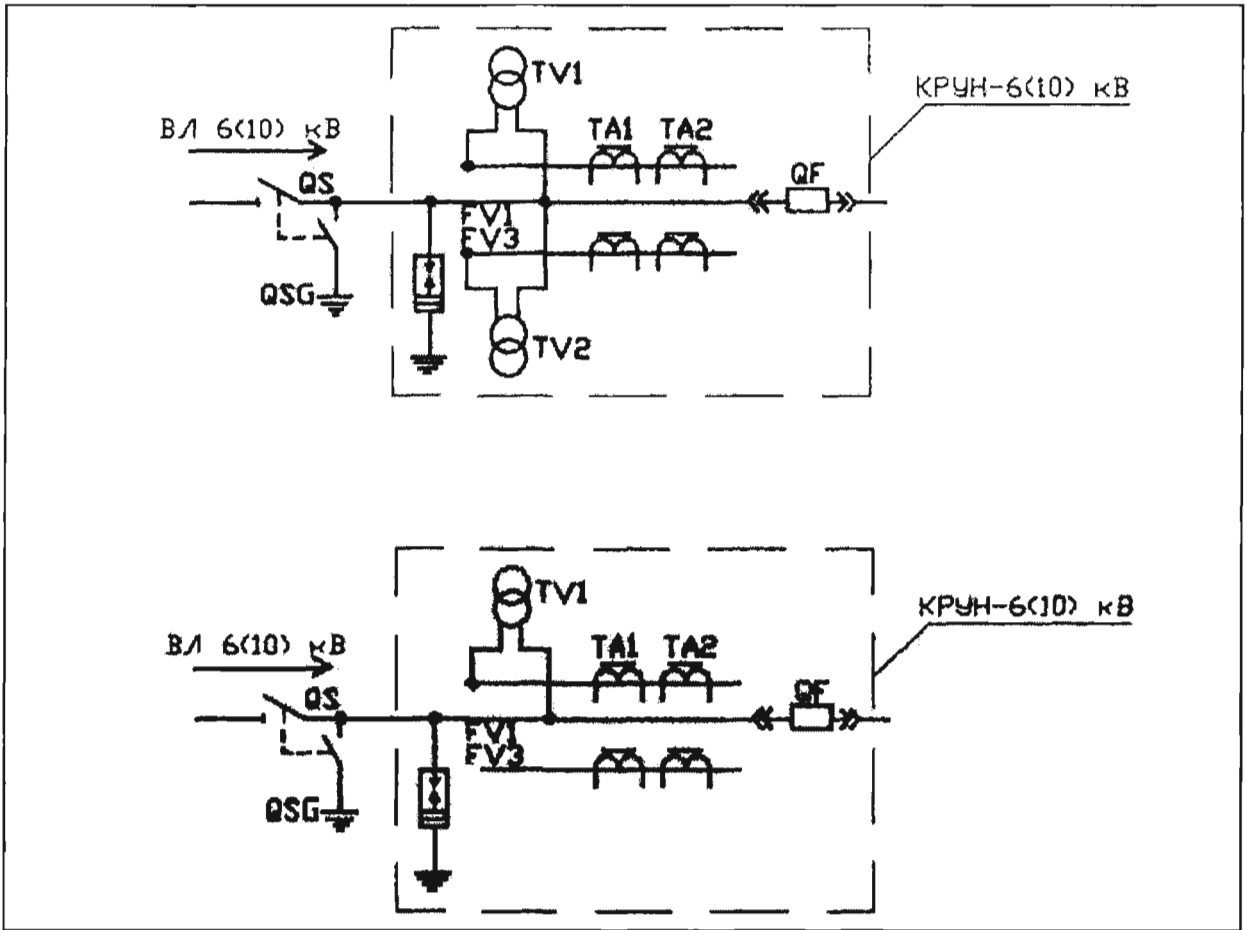 TV1
КРУН-6(10) кВ
ВЛ 6(10) кВ
TA1 TA2
QS
QF
FV1
FV3
QSG
TV2
TV1
КРУН-6(10) кВ
ВЛ 6(10) кВ
TA1 TA2
QS
QF
FV1
FV3
QSG